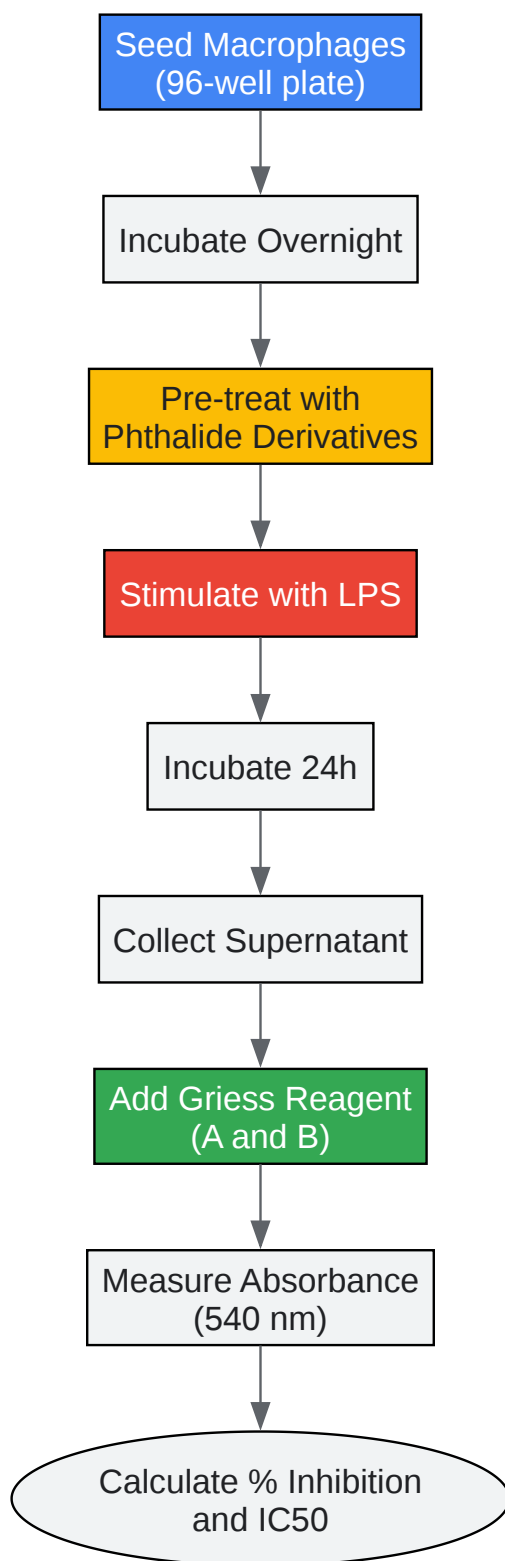 Seed Macrophages
(96-well plate)
Incubate Overnight
Pre-treat with
Phthalide Derivatives
Stimulate with LPS
Incubate 24h
Collect Supernatant
Add Griess Reagent
(A and B)
Measure Absorbance
(540 nm)
Calculate % Inhibition
and IC50